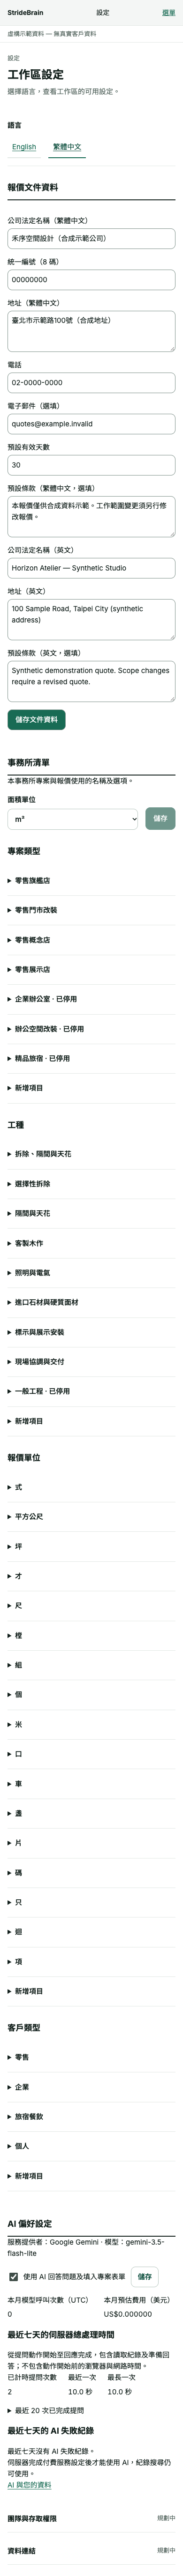 StrideBrain 設定 選單
虛構示範資料 — 無真實客戶資料
設定
工作區設定
選擇語言，查看工作區的可用設定。
語言
English 繁體中文
報價文件資料
公司法定名稱（繁體中文）
禾序空間設計（合成示範公司）
統一編號（8 碼）
00000000
地址（繁體中文）
臺北市示範路100號（合成地址）
電話
02-0000-0000
電子郵件（選填）
quotes@example.invalid
預設有效天數
30
預設條款（繁體中文，選填）
本報價僅供合成資料示範。工作範圍變更須另行修
改報價。
公司法定名稱（英文）
Horizon Atelier — Synthetic Studio
地址（英文）
100 Sample Road, Taipei City (synthetic
address)
預設條款（英文，選填）
Synthetic demonstration quote. Scope changes
require a revised quote.
儲存文件資料
事務所清單
本事務所專案與報價使用的名稱及選項。
面積單位
m² 儲存
專案類型
零售旗艦店
零售門市改裝
零售概念店
零售展示店
企業辦公室 · 已停用
辦公空間改裝 · 已停用
精品旅宿 · 已停用
新增項目
工種
拆除、隔間與天花
選擇性拆除
隔間與天花
客製木作
照明與電氣
進口石材與硬質面材
標示與展示安裝
現場協調與交付
一般工程 · 已停用
新增項目
報價單位
式
平方公尺
坪
才
尺
樘
組
個
米
口
車
盞
片
碼
只
迴
項
新增項目
客戶類型
零售
企業
旅宿餐飲
個人
新增項目
AI 偏好設定
服務提供者：Google Gemini · 模型：gemini-3.5-
flash-lite
使用 AI 回答問題及填入專案表單 儲存
本月模型呼叫次數（UTC） 本月預估費用（美元）
0 US$0.000000
最近七天的伺服器總處理時間
從提問動作開始至回應完成，包含讀取紀錄及準備回
答；不包含動作開始前的瀏覽器與網路時間。
已計時提問次數 最近一次 最長一次
2 10.0 秒 10.0 秒
最近 20 次已完成提問
最近七天的 AI 失敗紀錄
最近七天沒有 AI 失敗紀錄。
伺服器完成付費服務設定後才能使用 AI，紀錄搜尋仍
可使用。
AI 與您的資料
團隊與存取權限 規劃中
資料連結 規劃中